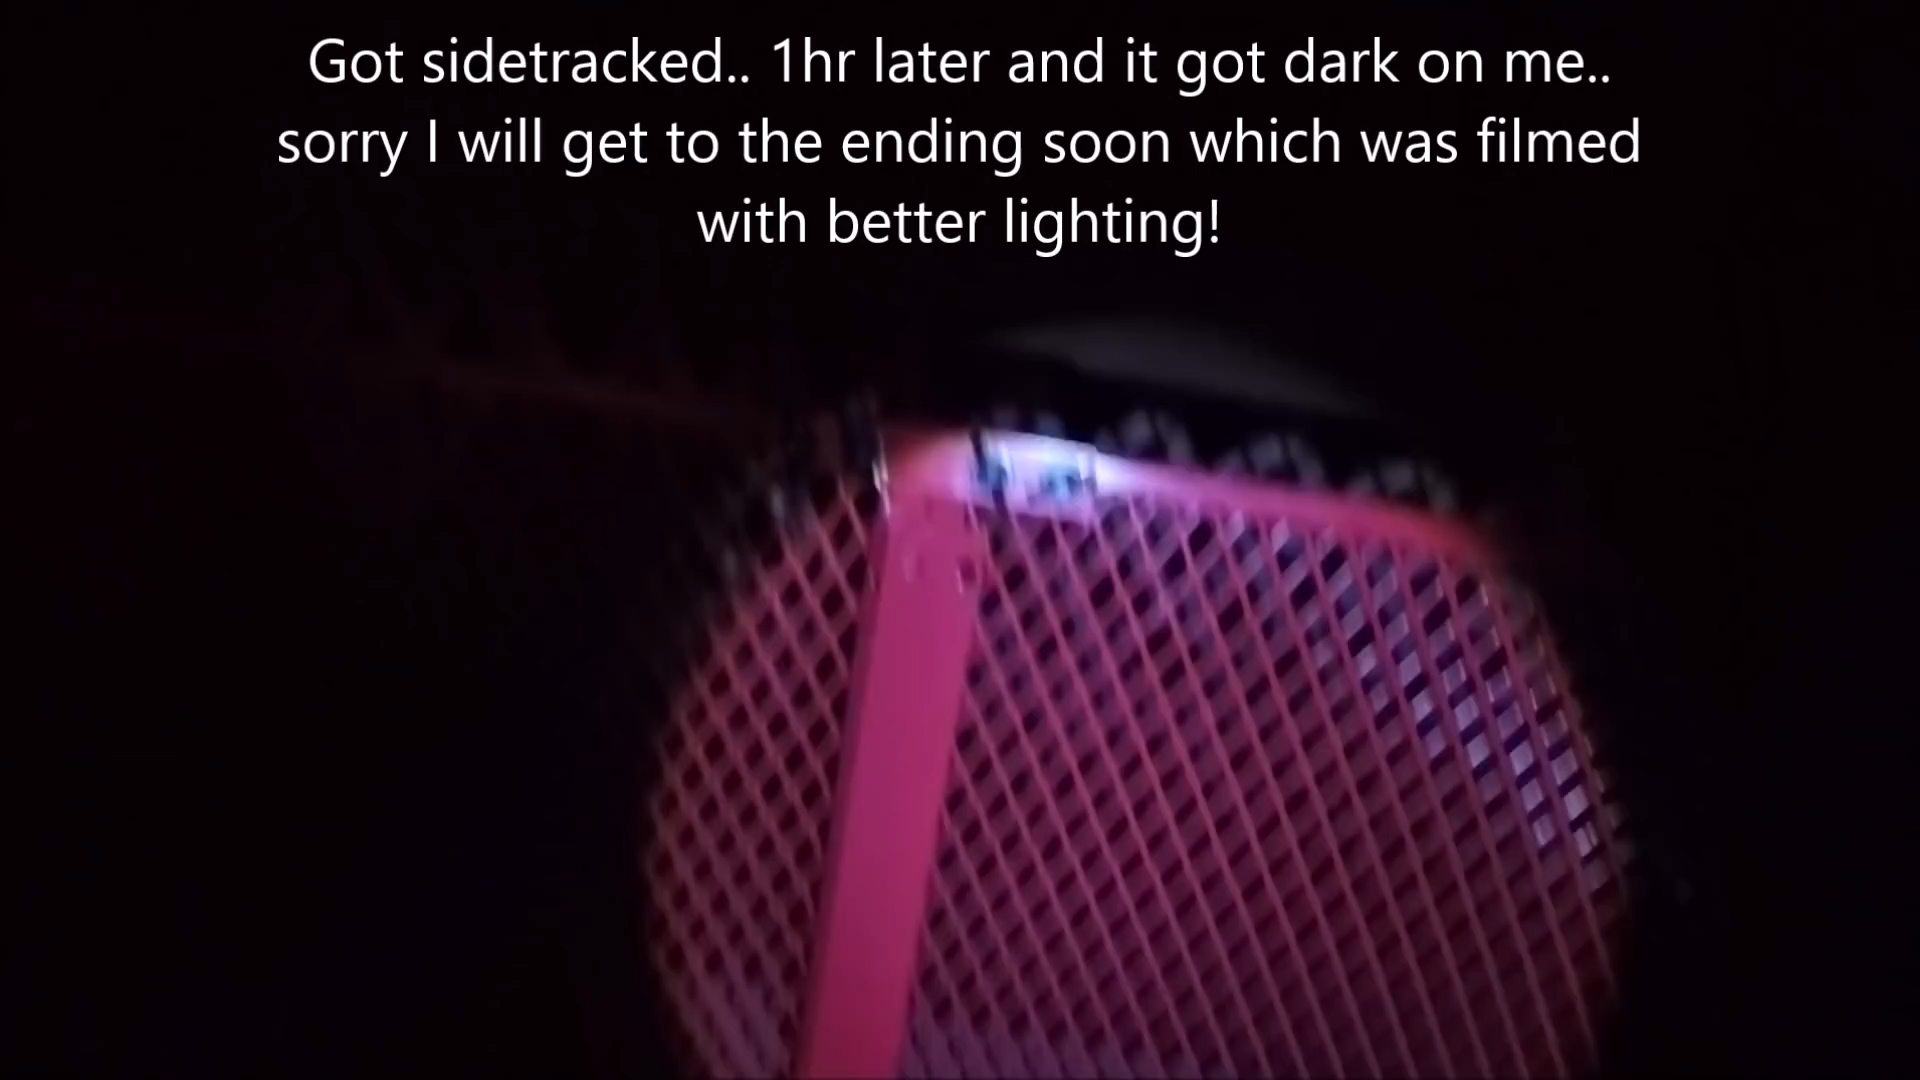 Got sidetracked.. 1hr later and it got dark on me..
sorry I will get to the ending soon which was filmed
with better lighting!